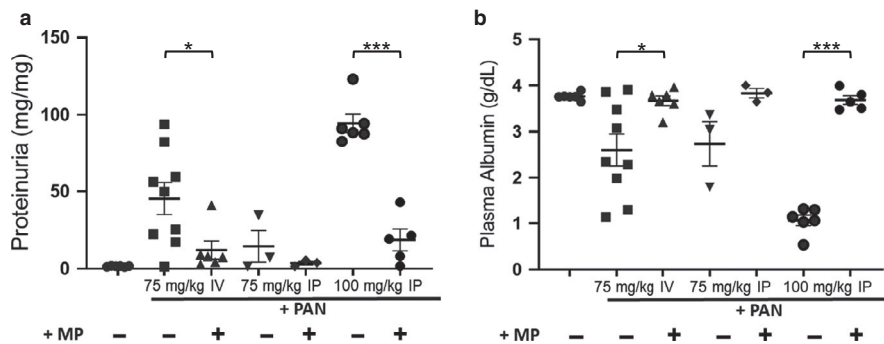 a
Proteinuria (mg/mg)
150
100
50
0
*
***
75 mg/kg IV 75 mg/kg IP 100 mg/kg IP
+ PAN
+ MP − − + − + − +
b
Plasma Albumin (g/dL)
5
4
3
2
1
0
*
***
75 mg/kg IV 75 mg/kg IP 100 mg/kg IP
+ PAN
+ MP − − + − + − +